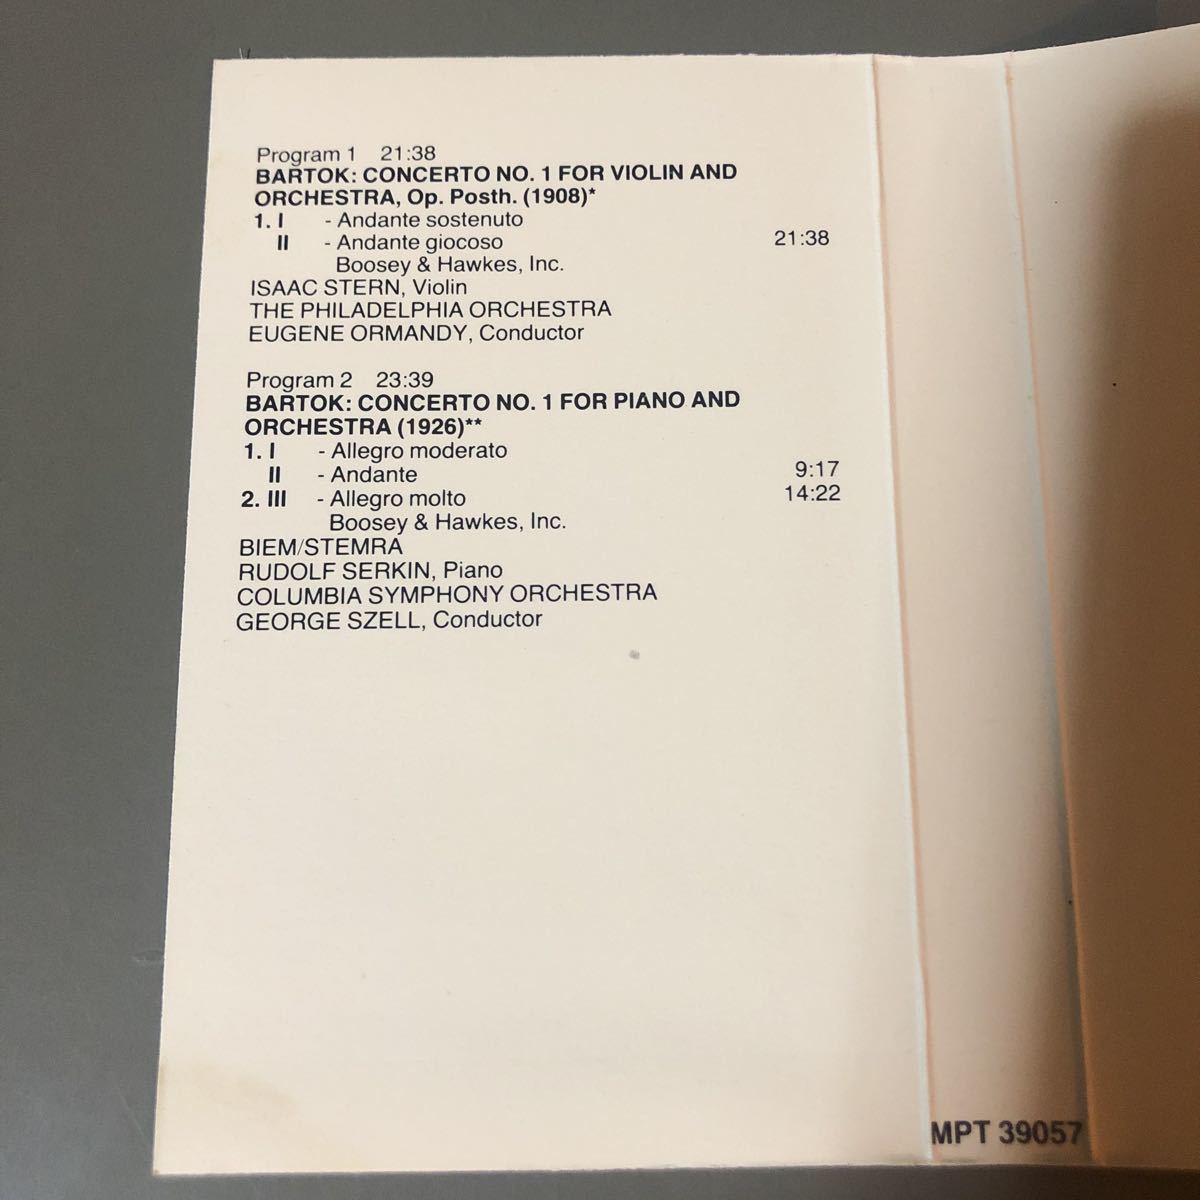 Program 1 21:38
BARTOK: CONCERTO NO. 1 FOR VIOLIN AND
ORCHESTRA, Op. Posth. (1908)*
1. I - Andante sostenuto
II - Andante giocoso 21:38
Boosey & Hawkes, Inc.
ISAAC STERN, Violin
THE PHILADELPHIA ORCHESTRA
EUGENE ORMANDY, Conductor
Program 2 23:39
BARTOK: CONCERTO NO. 1 FOR PIANO AND
ORCHESTRA (1926)**
1. I - Allegro moderato
II - Andante 9:17
2. III - Allegro molto 14:22
Boosey & Hawkes, Inc.
BIEM/STEMRA
RUDOLF SERKIN, Piano
COLUMBIA SYMPHONY ORCHESTRA
GEORGE SZELL, Conductor
MPT 39057